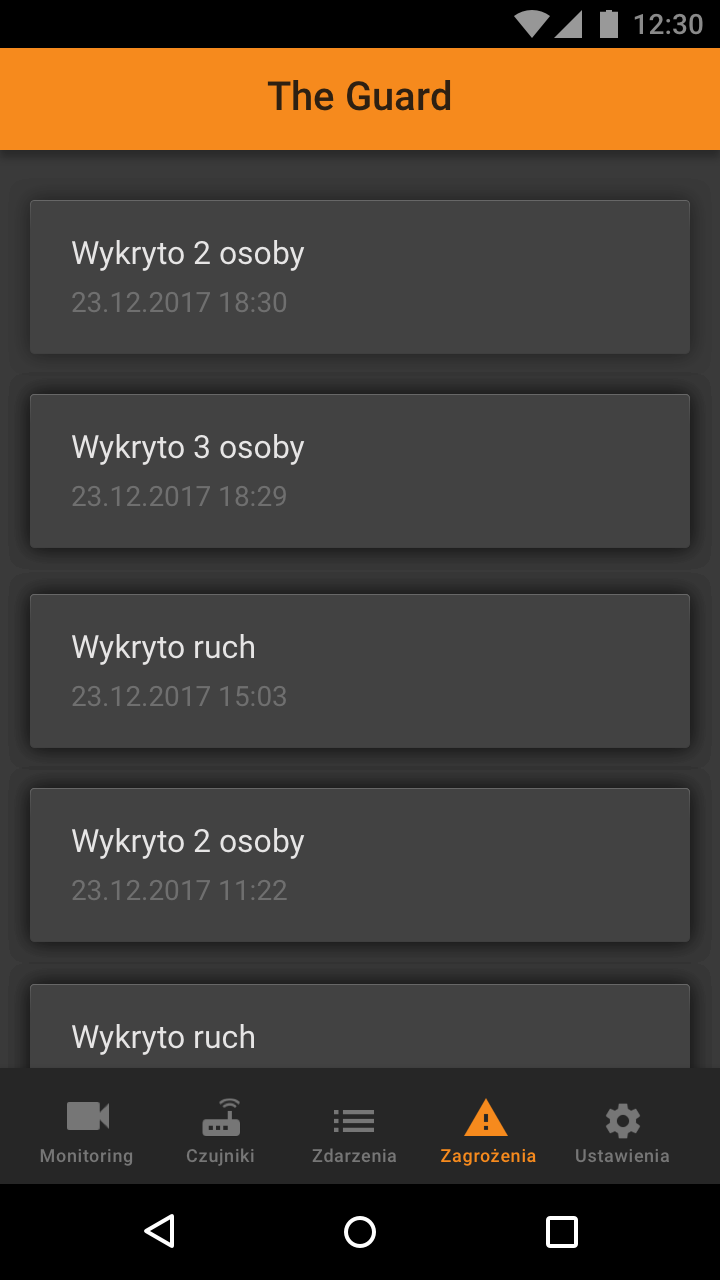 12:30
The Guard
Wykryto 2 osoby
23.12.2017 18:30
Wykryto 3 osoby
23.12.2017 18:29
Wykryto ruch
23.12.2017 15:03
Wykryto 2 osoby
23.12.2017 11:22
Wykryto ruch
Monitoring Czujniki Zdarzenia Zagrożenia Ustawienia